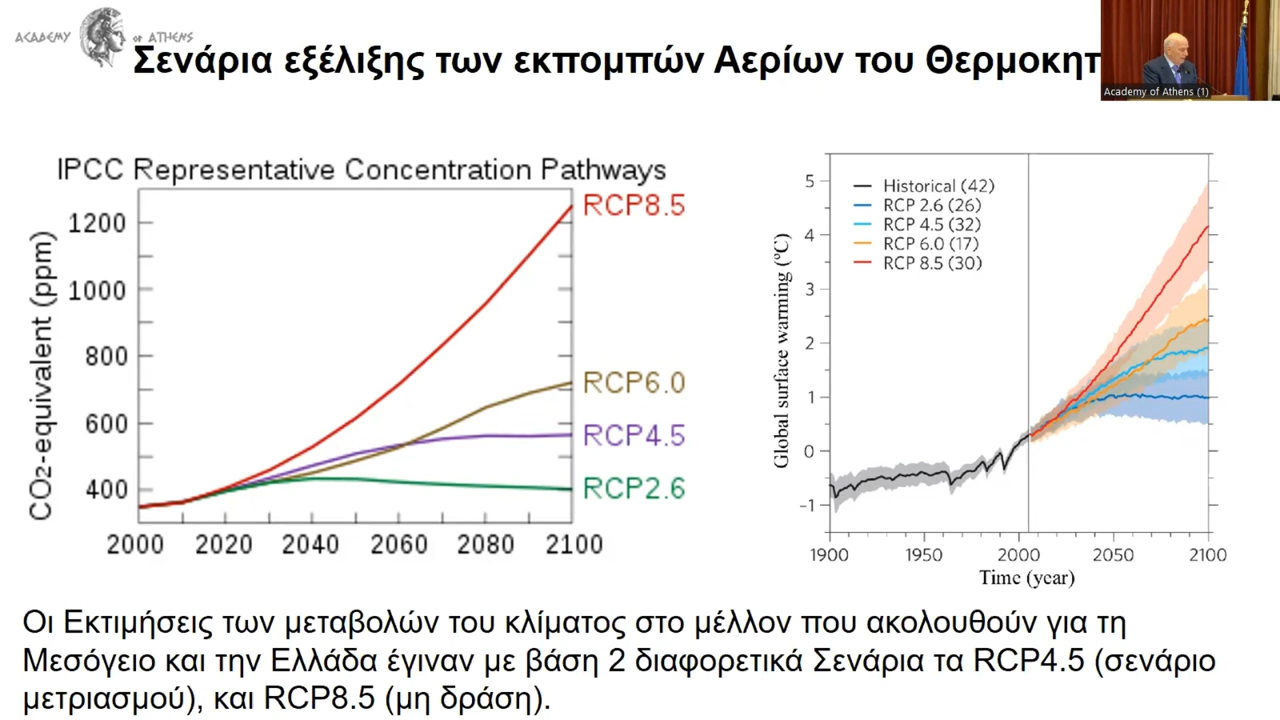 ACADEMY OF ATHENS
Σενάρια εξέλιξης των εκπομπών Αερίων του Θερμοκηπ
Academy of Athens (1)
IPCC Representative Concentration Pathways
CO2-equivalent (ppm)
1200
1000
800
600
400
2000 2020 2040 2060 2080 2100
RCP8.5
RCP6.0
RCP4.5
RCP2.6
Global surface warming (°C)
5
4
3
2
1
0
-1
Historical (42)
RCP 2.6 (26)
RCP 4.5 (32)
RCP 6.0 (17)
RCP 8.5 (30)
1900 1950 2000 2050 2100
Time (year)
Οι Εκτιμήσεις των μεταβολών του κλίματος στο μέλλον που ακολουθούν για τη
Μεσόγειο και την Ελλάδα έγιναν με βάση 2 διαφορετικά Σενάρια τα RCP4.5 (σενάριο
μετριασμού), και RCP8.5 (μη δράση).